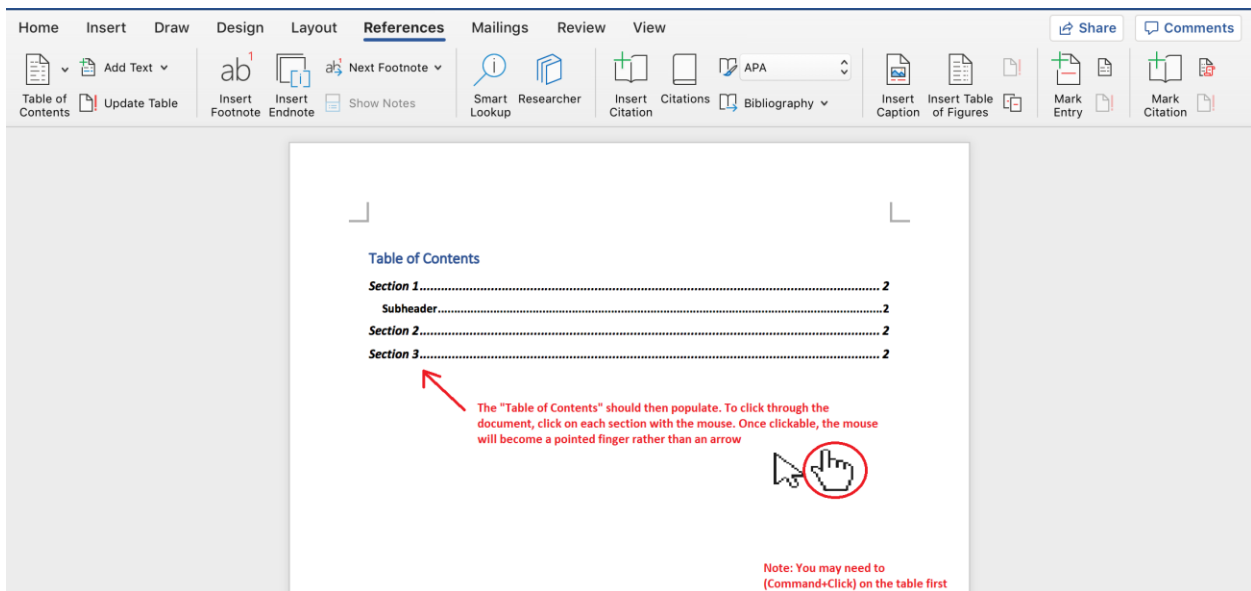 Home Insert Draw Design Layout References Mailings Review View Share Comments
Table of Contents
Add Text
Update Table
ab1
Insert Footnote
Insert Endnote
ab Next Footnote
Show Notes
Smart Lookup
Researcher
Insert Citation
Citations
APA
Bibliography
Insert Caption
Insert Table of Figures
Mark Entry
Mark Citation
Table of Contents
Section 1 2
Subheader 2
Section 2 2
Section 3 2
The "Table of Contents" should then populate. To click through the
document, click on each section with the mouse. Once clickable, the mouse
will become a pointed finger rather than an arrow
Note: You may need to
(Command+Click) on the table first